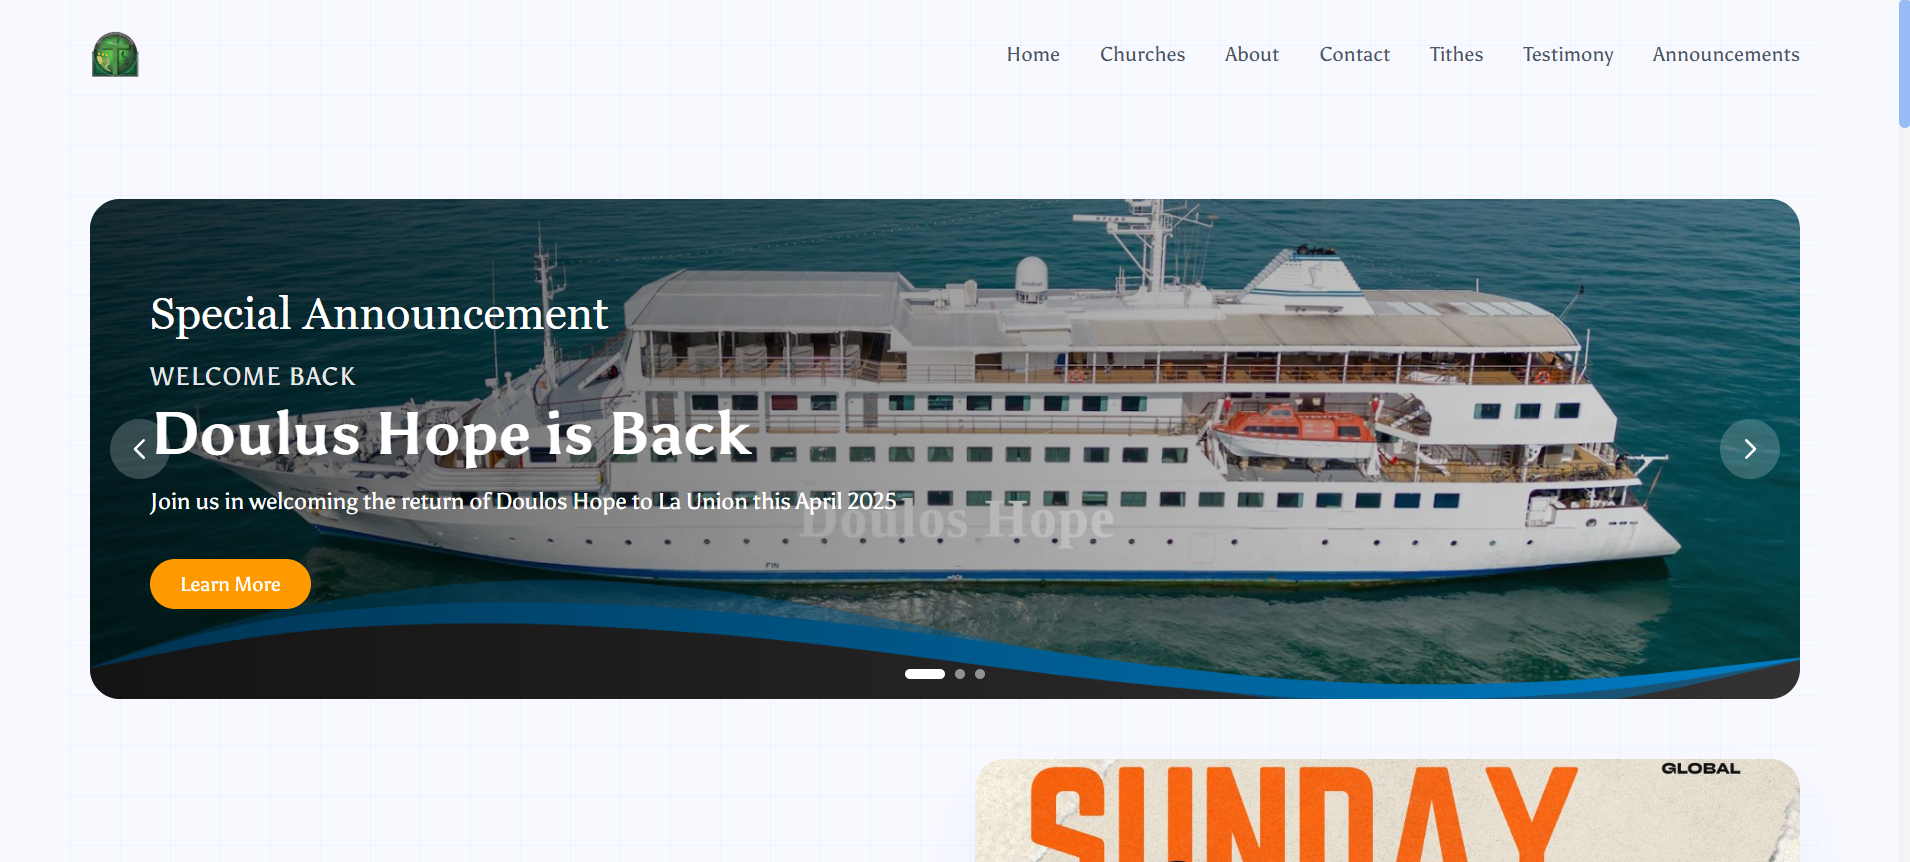 Home Churches About Contact Tithes Testimony Announcements
Special Announcement
WELCOME BACK
Doulus Hope is Back
Join us in welcoming the return of Doulos Hope to La Union this April 2025
Doulos Hope
FIN
Learn More
GLOBAL
SUNDAY